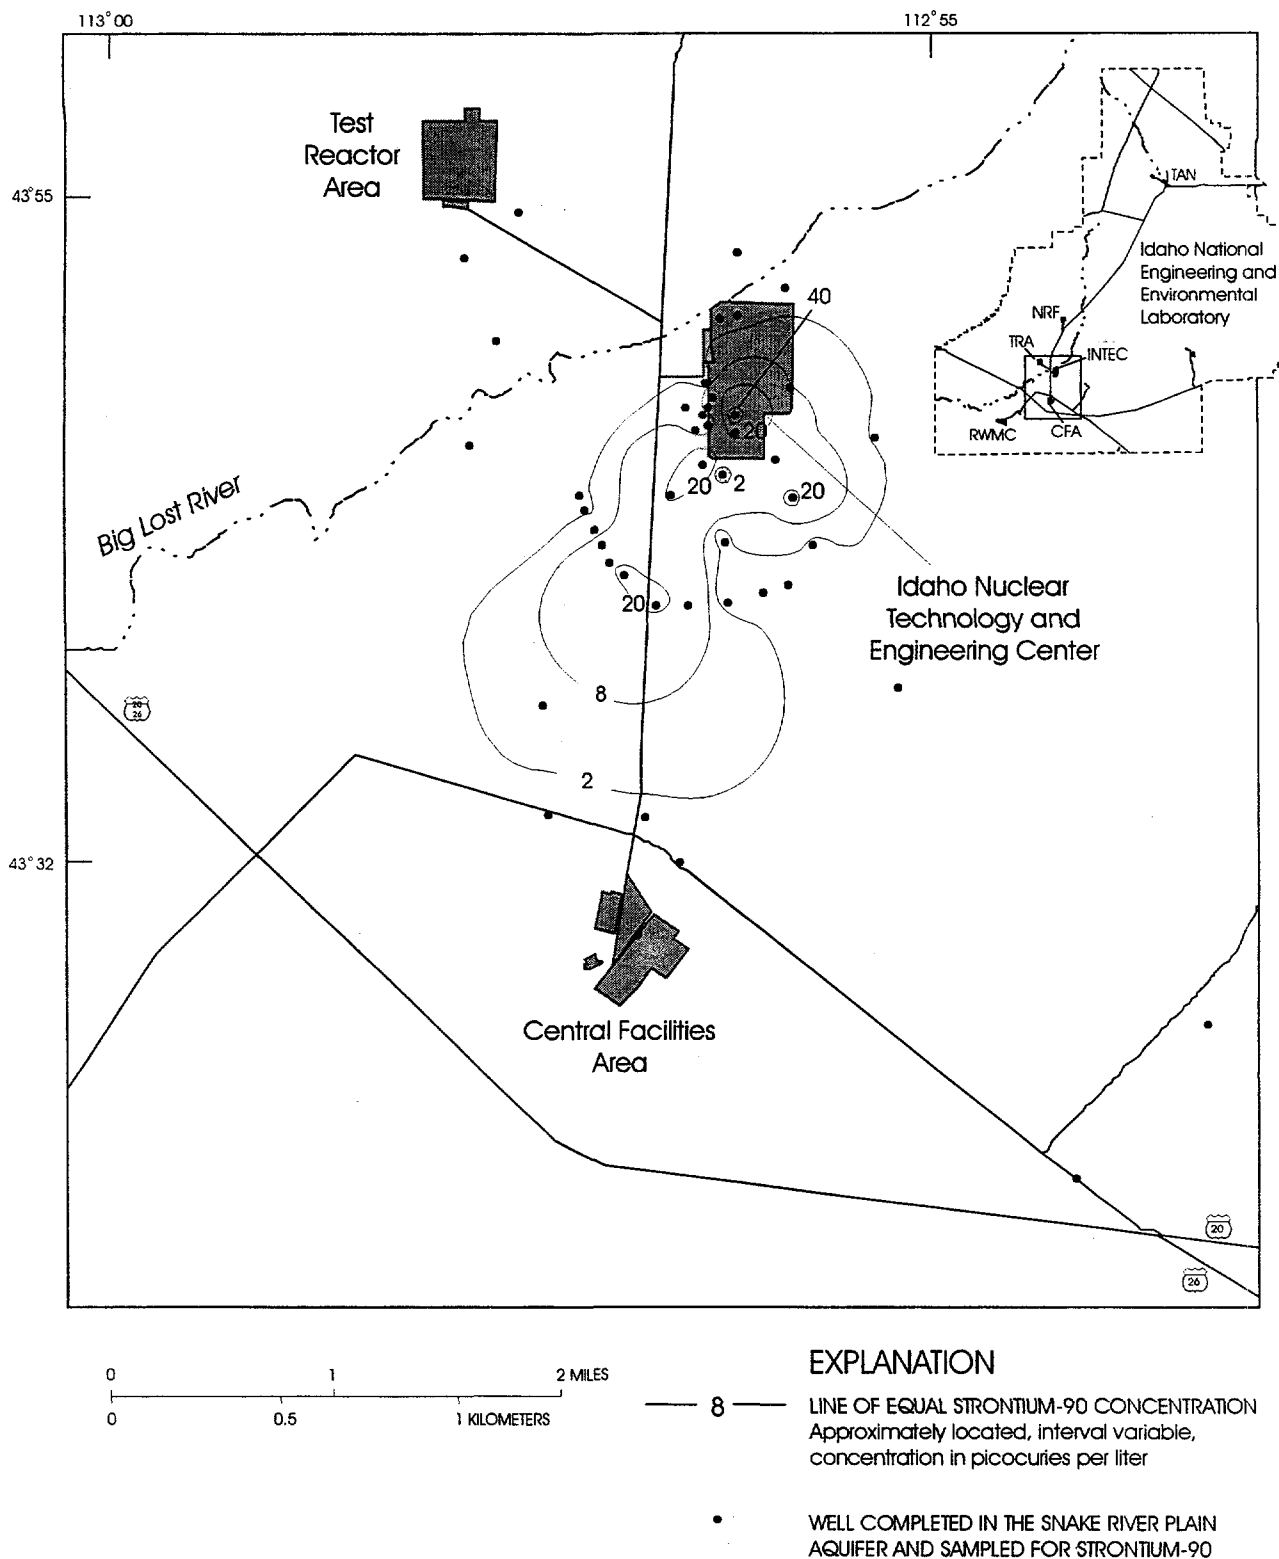 113°00
112°55
Test
Reactor
Area
43°55
TAN
Idaho National
Engineering and
Environmental
Laboratory
NRF
TRA
INTEC
RWMC
CFA
40
20
20
2
20
Big Lost River
Idaho Nuclear
Technology and
Engineering Center
20
8
20
26
2
43°32
Central Facilities
Area
20
26
0 1 2 MILES
0 0.5 1 KILOMETERS
EXPLANATION
8 LINE OF EQUAL STRONTIUM-90 CONCENTRATION
Approximately located, interval variable,
concentration in picocuries per liter
WELL COMPLETED IN THE SNAKE RIVER PLAIN
AQUIFER AND SAMPLED FOR STRONTIUM-90